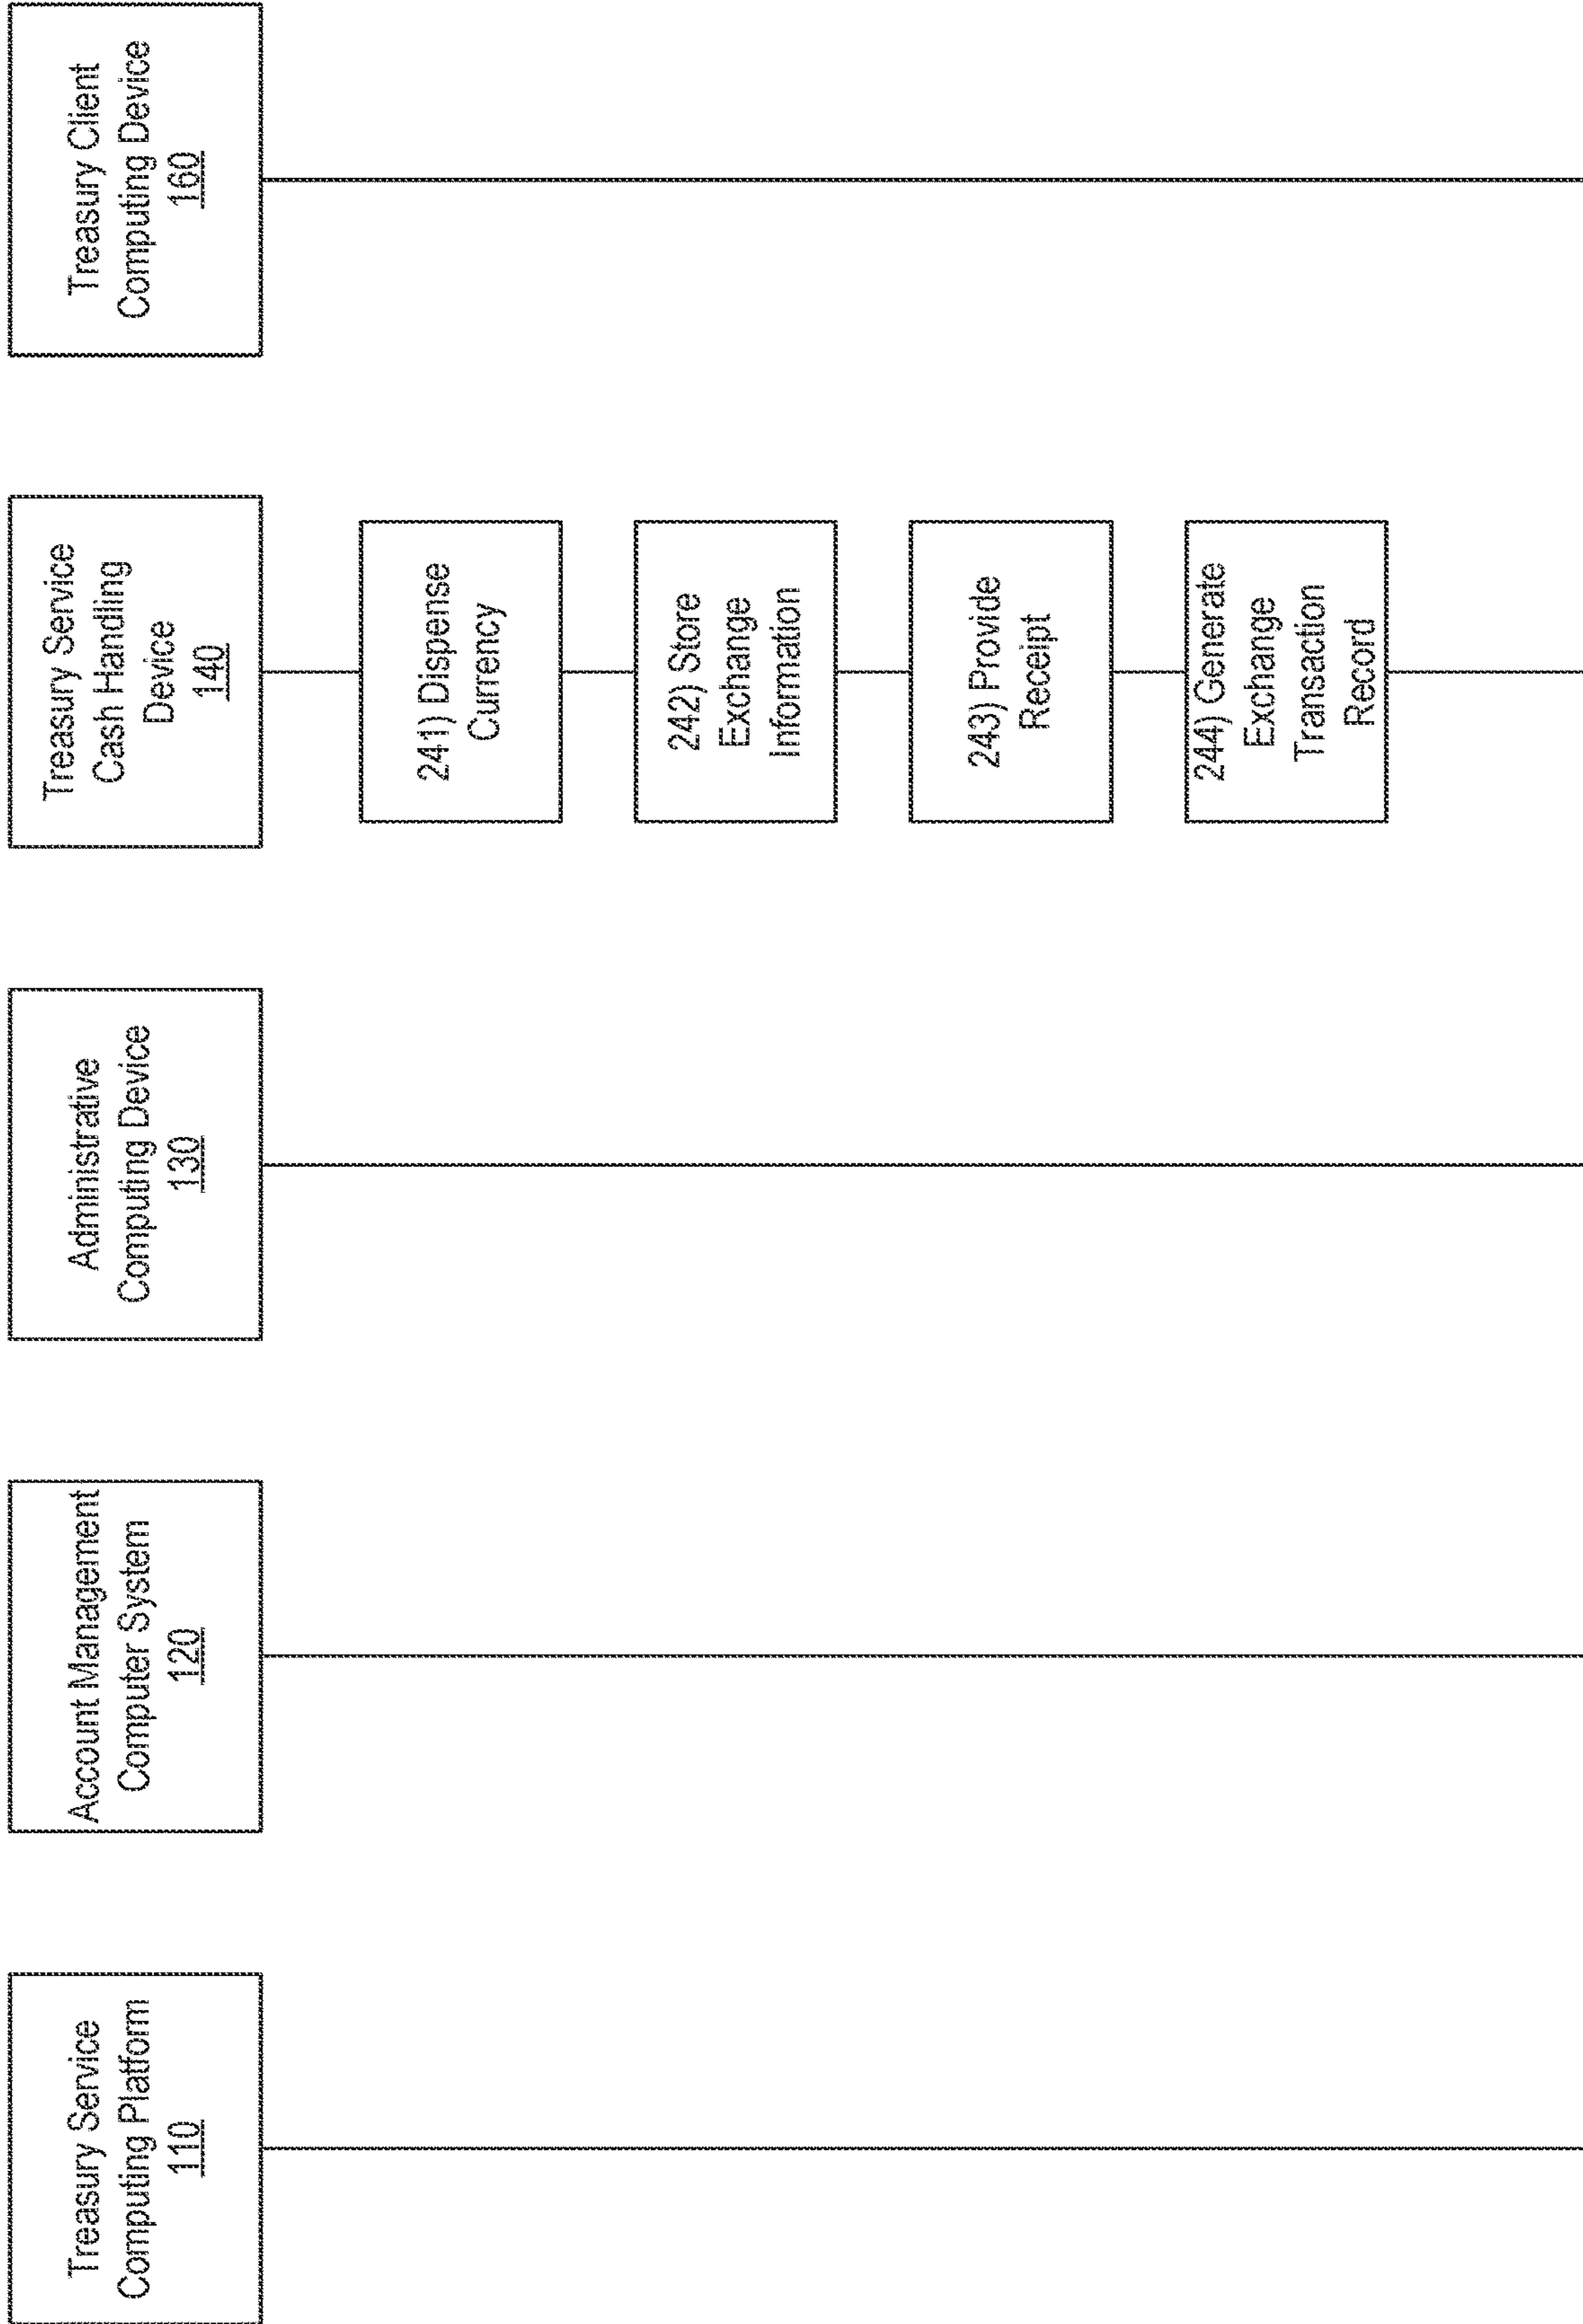 Treasury Service
Computing Platform
110
Account Management
Computer System
120
Administrative
Computing Device
130
Treasury Service
Cash Handling
Device
140
Treasury Client
Computing Device
160
241) Dispense
Currency
242) Store
Exchange
Information
243) Provide
Receipt
244) Generate
Exchange
Transaction
Record